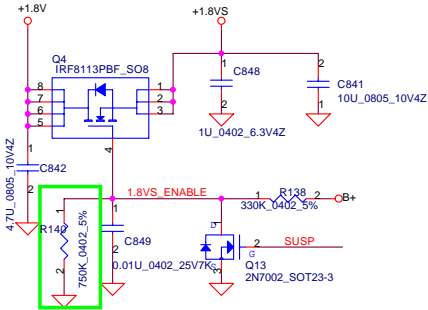 +1.8V
+1.8VS
Q4
IRF8113PBF_SO8
8
7
6
5
1
2
3
4
1
C848
2
1U_0402_6.3V4Z
2
C841
10U_0805_10V4Z
1
1
C842
2
4.7U_0805_10V4Z
1.8VS_ENABLE
1
R138
2
330K_0402_5%
B+
1
R140
2
750K_0402_5%
1
C849
2
0.01U_0402_25V7K
1
D
S
3
G
2
SUSP
Q13
2N7002_SOT23-3